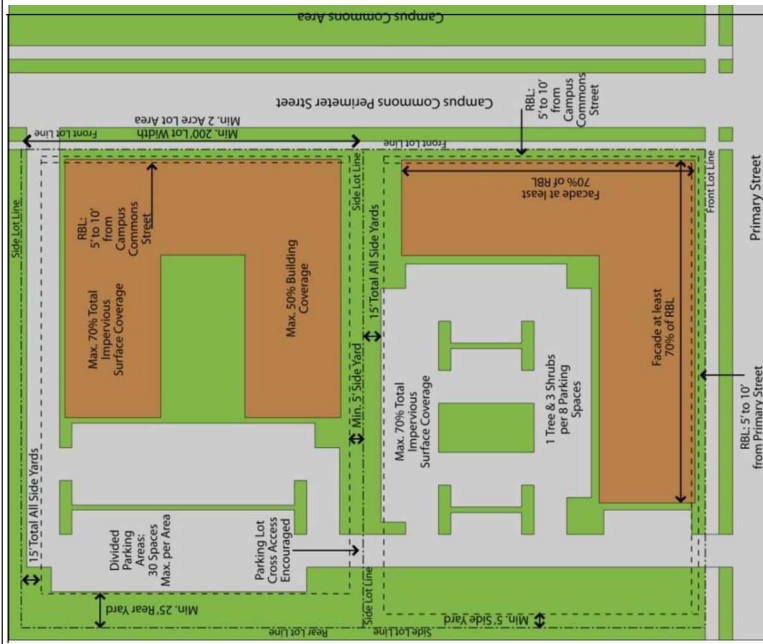 Campus Commons Area
Campus Commons Perimeter Street
Min. 2 Acre Lot Area
Min. 200' Lot Width
Front Lot Line
Front Lot Line
RBL:
5' to 10'
from
Campus
Commons
Street
Side Lot Line
Side Lot Line
Front Lot Line
Primary Street
RBL:
5' to 10'
from
Campus
Commons
Street
Facade at least
70% of RBL
Max. 70% Total
Impervious
Surface Coverage
Max. 50% Building
Coverage
15' Total All Side Yards
Min. 5' Side Yard
Max. 70% Total
Impervious
Surface Coverage
1 Tree & 3 Shrubs
per 8 Parking
Spaces
Facade at least
70% of RBL
RBL: 5' to 10'
from Primary Street
15' Total All Side Yards
Divided
Parking
Areas:
30 Spaces
Max. per Area
Parking Lot
Cross Access
Encouraged
Min. 25' Rear Yard
Side Lot Line
Min. 5' Side Yard
Rear Lot Line
Side Lot Line